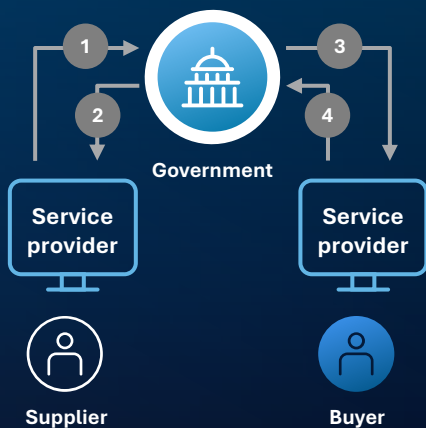 1
3
2
4
Government
Service
provider
Service
provider
Supplier
Buyer